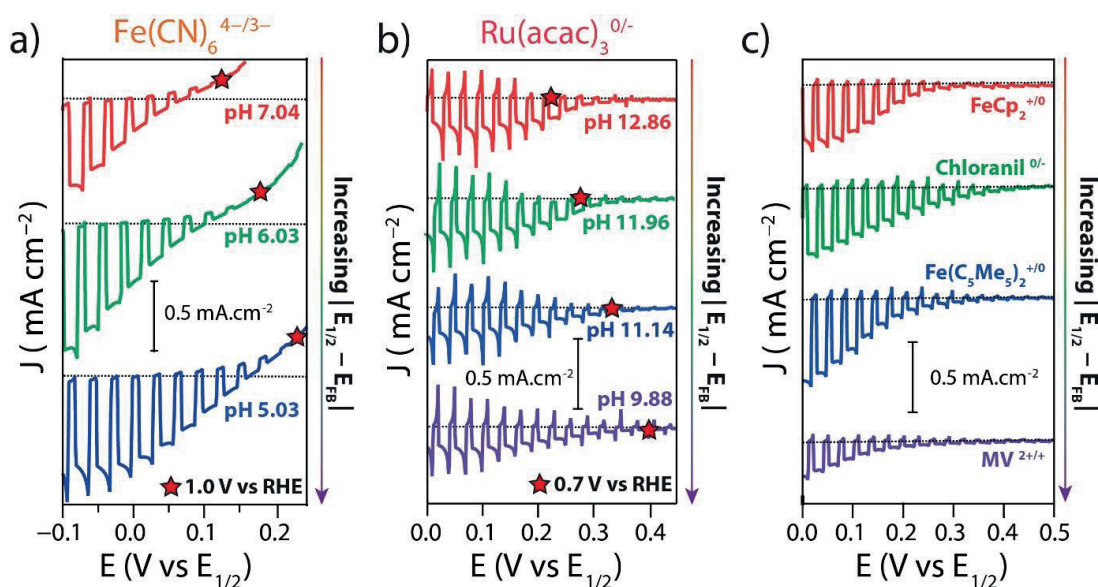 a)
Fe(CN)₆ ⁴⁻/³⁻
J ( mA cm⁻²)
pH 7.04
pH 6.03
0.5 mA.cm⁻²
pH 5.03
1.0 V vs RHE
−0.1 0.0 0.1 0.2
E (V vs E₁/₂)
Increasing | E₁/₂ − E_FB|
b)
Ru(acac)₃ ⁰/⁻
J ( mA cm⁻²)
pH 12.86
pH 11.96
pH 11.14
0.5 mA.cm⁻²
pH 9.88
0.7 V vs RHE
0.0 0.1 0.2 0.3 0.4
E (V vs E₁/₂)
Increasing | E₁/₂ − E_FB|
c)
J ( mA cm⁻²)
FeCp₂ ⁺/⁰
Chloranil ⁰/⁻
Fe(C₅Me₅)₂ ⁺/⁰
0.5 mA.cm⁻²
MV ²⁺/⁺
0.0 0.1 0.2 0.3 0.4 0.5
E (V vs E₁/₂)
Increasing | E₁/₂ − E_FB|